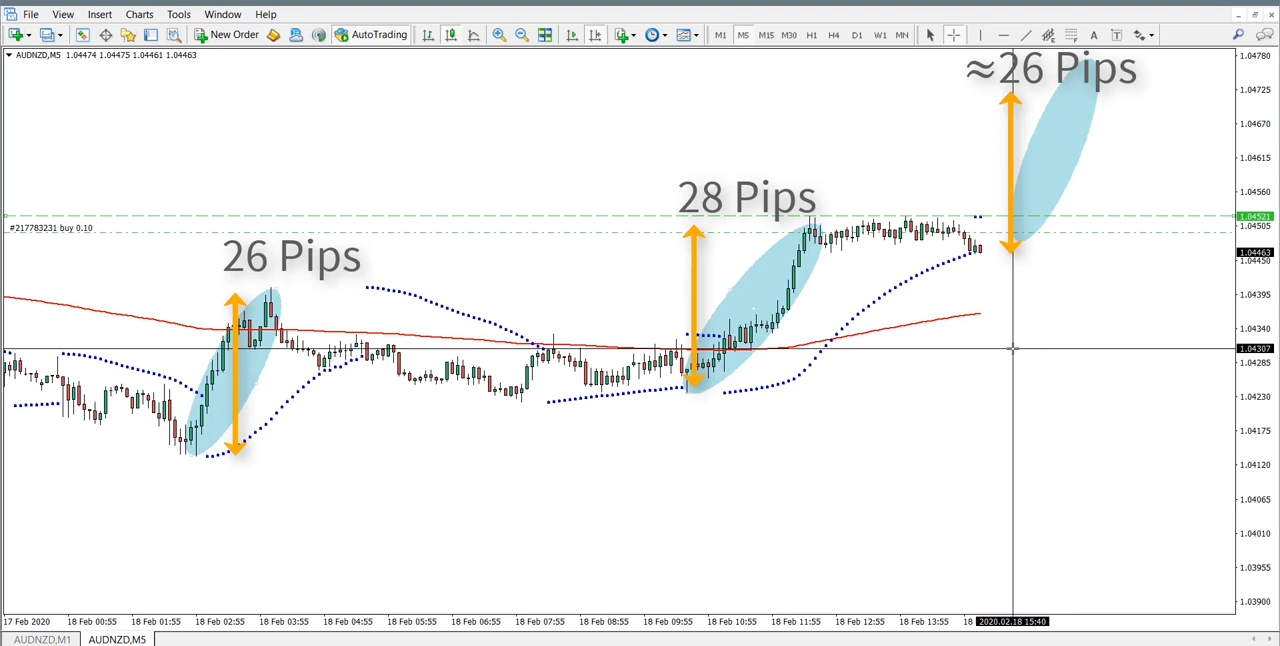 File View Insert Charts Tools Window Help
New Order AutoTrading M1 M5 M15 M30 H1 H4 D1 W1 MN A T
AUDNZD,M5 1.04474 1.04475 1.04461 1.04463
≈26 Pips
28 Pips
26 Pips
#217783231 buy 0.10
1.04780
1.04725
1.04670
1.04615
1.04560
1.04521
1.04505
1.04463
1.04450
1.04395
1.04340
1.04307
1.04285
1.04230
1.04175
1.04120
1.04065
1.04010
1.03955
1.03900
17 Feb 2020 18 Feb 00:55 18 Feb 01:55 18 Feb 02:55 18 Feb 03:55 18 Feb 04:55 18 Feb 05:55 18 Feb 06:55 18 Feb 07:55 18 Feb 08:55 18 Feb 09:55 18 Feb 10:55 18 Feb 11:55 18 Feb 12:55 18 Feb 13:55 18 2020.02.18 15:40
AUDNZD,M1 AUDNZD,M5